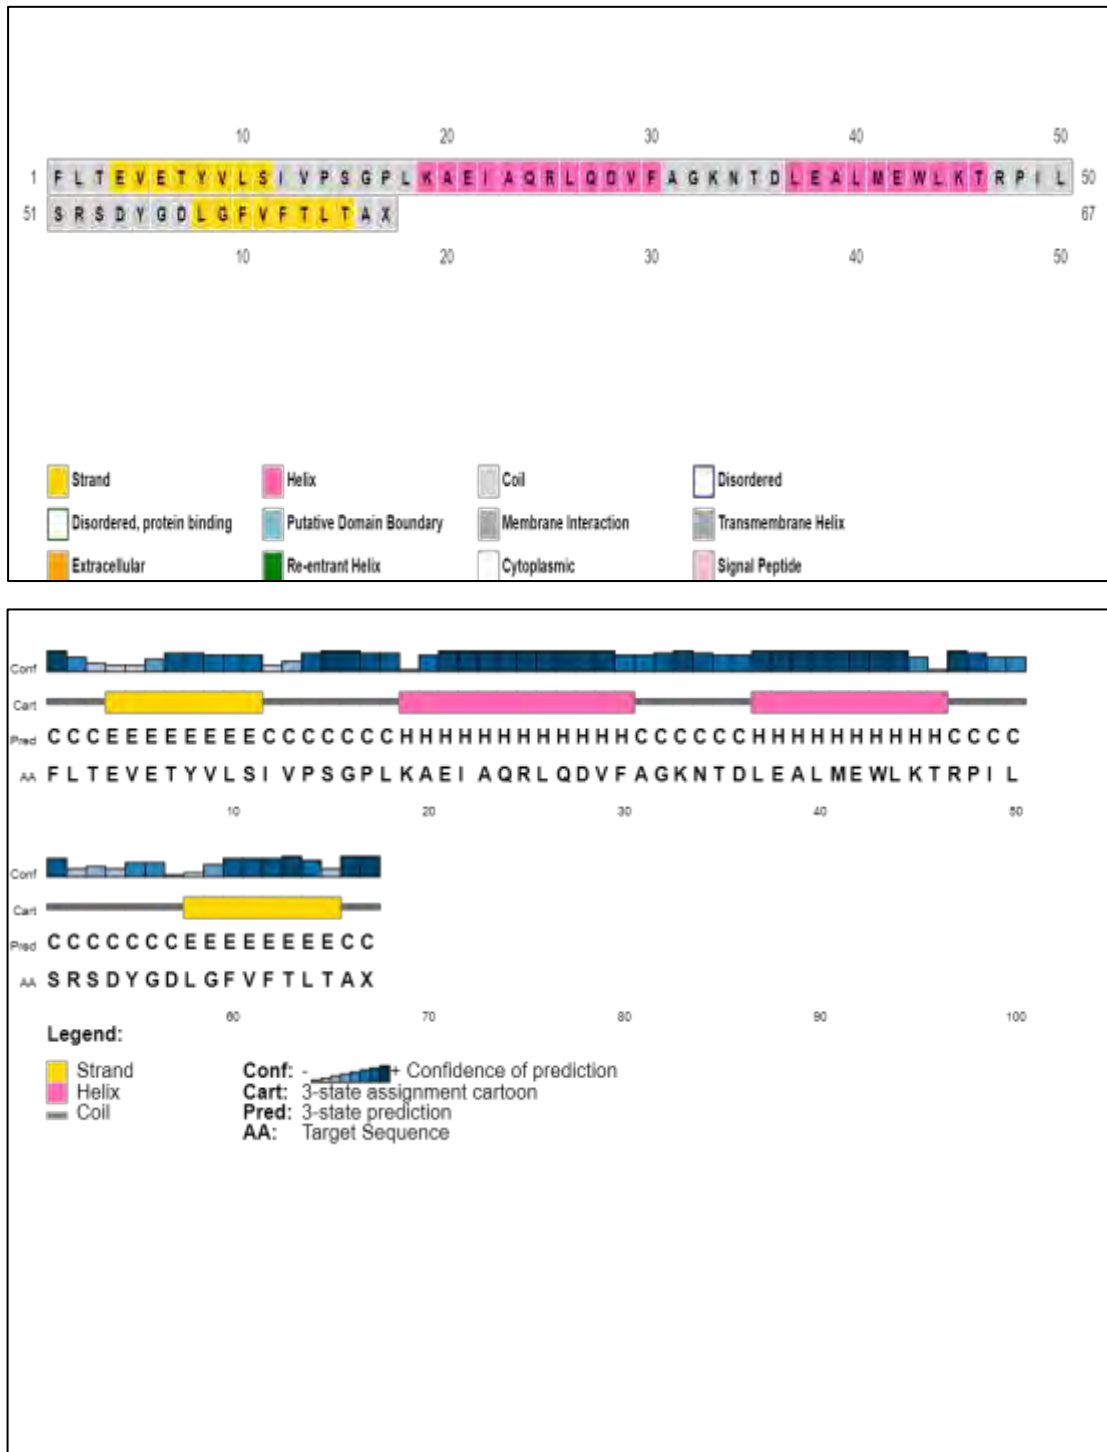 10 20 30 40 50
1 F L T E V E T Y V L S I V P S G P L K A E I A Q R L Q D V F A G K N T D L E A L M E W L K T R P I L 50
51 S R S D Y G D L G F V F T L T A X 67
10 20 30 40 50
Strand Helix Coil Disordered
Disordered, protein binding Putative Domain Boundary Membrane Interaction Transmembrane Helix
Extracellular Re-entrant Helix Cytoplasmic Signal Peptide
Conf
Cart
Pred C C C E E E E E E E E C C C C C C C H H H H H H H H H H H H C C C C C C H H H H H H H H H H C C C C
AA F L T E V E T Y V L S I V P S G P L K A E I A Q R L Q D V F A G K N T D L E A L M E W L K T R P I L
10 20 30 40 50
Conf
Cart
Pred C C C C C C C E E E E E E E E C C
AA S R S D Y G D L G F V F T L T A X
60 70 80 90 100
Legend:
Strand Conf: - + Confidence of prediction
Helix Cart: 3-state assignment cartoon
Coil Pred: 3-state prediction
AA: Target Sequence